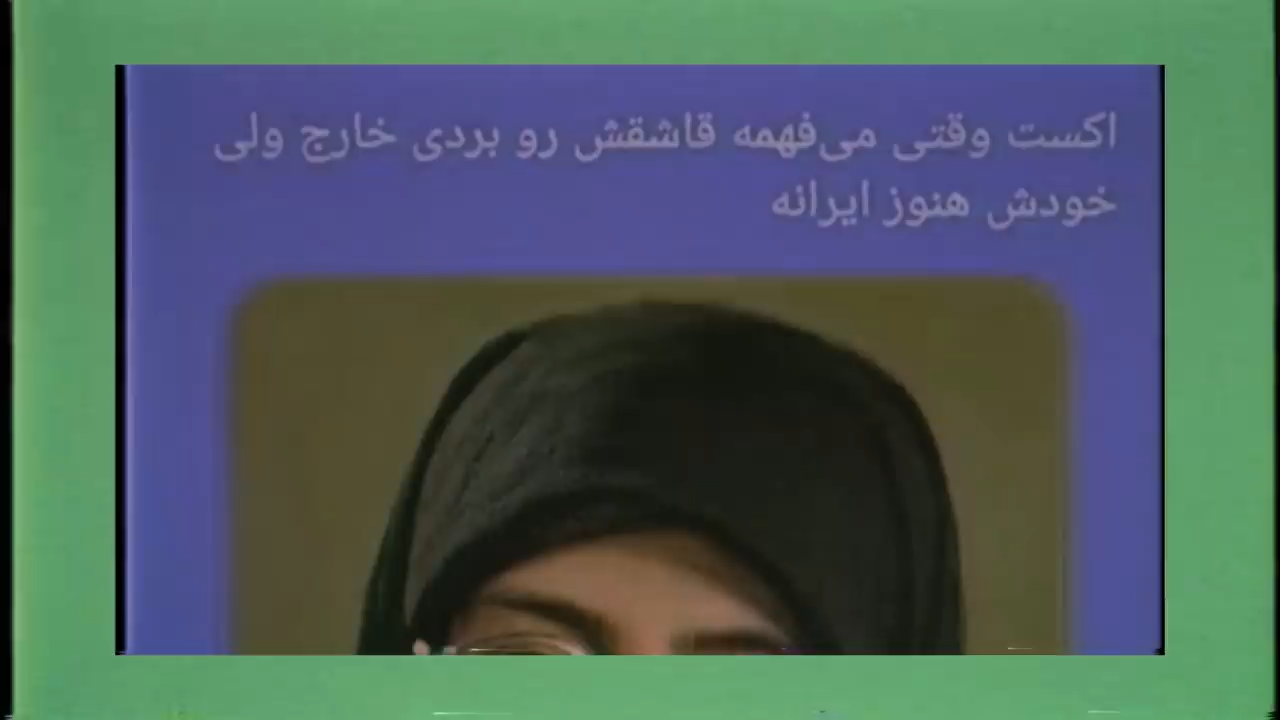 اکست وقتی می‌فهمه قاشقش رو بردی خارج ولی
خودش هنوز ایرانه